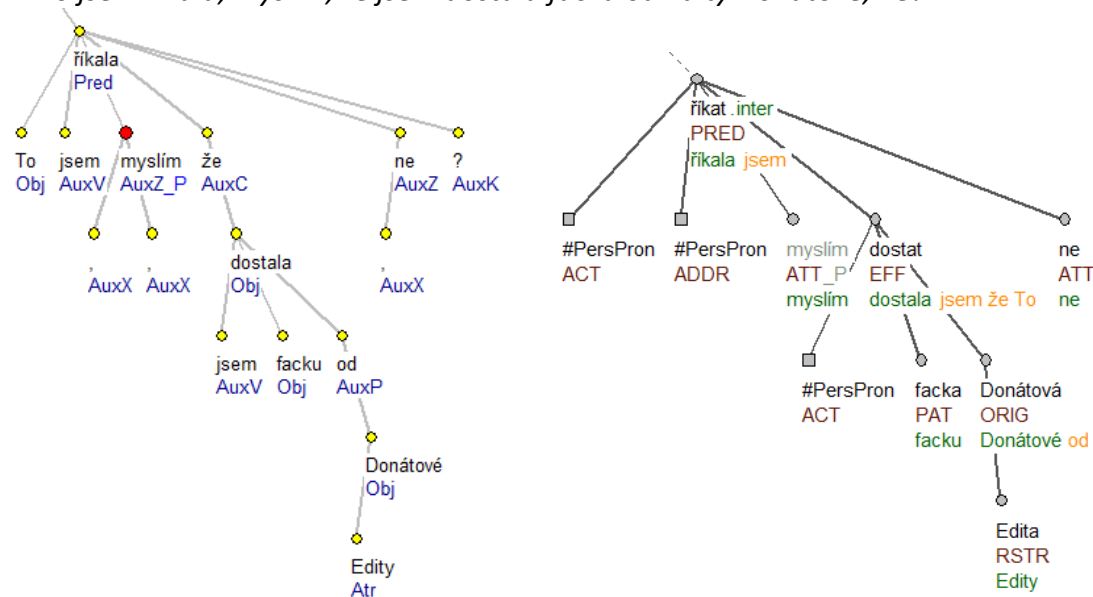 říkala
Pred
To jsem myslím že ne ?
Obj AuxV AuxZ_P AuxC AuxZ AuxK
, , dostala ,
AuxX AuxX Obj AuxX
jsem facku od
AuxV Obj AuxP
Donátové
Obj
Edity
Atr
říkat .inter
PRED
říkala jsem
#PersPron #PersPron myslím dostat ne
ACT ADDR ATT_P EFF ATT
myslím dostala jsem že To ne
#PersPron facka Donátová
ACT PAT ORIG
facku Donátové od
Edita
RSTR
Edity